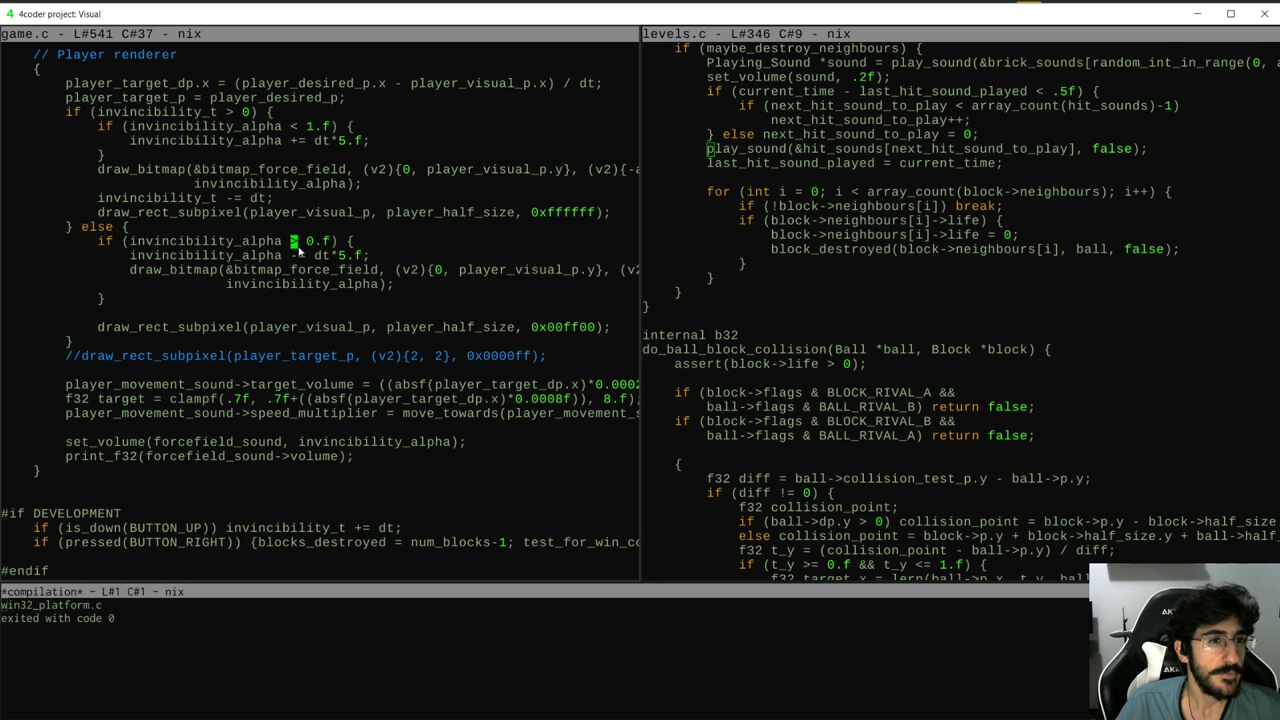 4 4coder project: Visual
game.c - L#541 C#37 - nix
// Player renderer
{
player_target_dp.x = (player_desired_p.x - player_visual_p.x) / dt;
player_target_p = player_desired_p;
if (invincibility_t > 0) {
if (invincibility_alpha < 1.f) {
invincibility_alpha += dt*5.f;
}
draw_bitmap(&bitmap_force_field, (v2){0, player_visual_p.y}, (v2){-a
invincibility_alpha);
invincibility_t -= dt;
draw_rect_subpixel(player_visual_p, player_half_size, 0xffffff);
} else {
if (invincibility_alpha > 0.f) {
invincibility_alpha -= dt*5.f;
draw_bitmap(&bitmap_force_field, (v2){0, player_visual_p.y}, (v2
invincibility_alpha);
}
draw_rect_subpixel(player_visual_p, player_half_size, 0x00ff00);
}
//draw_rect_subpixel(player_target_p, (v2){2, 2}, 0x0000ff);
player_movement_sound->target_volume = ((absf(player_target_dp.x)*0.0002
f32 target = clampf(.7f, .7f+((absf(player_target_dp.x)*0.0008f)), 8.f)
player_movement_sound->speed_multiplier = move_towards(player_movement_s
set_volume(forcefield_sound, invincibility_alpha);
print_f32(forcefield_sound->volume);
}
#if DEVELOPMENT
if (is_down(BUTTON_UP)) invincibility_t += dt;
if (pressed(BUTTON_RIGHT)) {blocks_destroyed = num_blocks-1; test_for_win_co
#endif
levels.c - L#346 C#9 - nix
if (maybe_destroy_neighbours) {
Playing_Sound *sound = play_sound(&brick_sounds[random_int_in_range(0, a
set_volume(sound, .2f);
if (current_time - last_hit_sound_played < .5f) {
if (next_hit_sound_to_play < array_count(hit_sounds)-1)
next_hit_sound_to_play++;
} else next_hit_sound_to_play = 0;
play_sound(&hit_sounds[next_hit_sound_to_play], false);
last_hit_sound_played = current_time;
for (int i = 0; i < array_count(block->neighbours); i++) {
if (!block->neighbours[i]) break;
if (block->neighbours[i]->life) {
block->neighbours[i]->life = 0;
block_destroyed(block->neighbours[i], ball, false);
}
}
}
}
internal b32
do_ball_block_collision(Ball *ball, Block *block) {
assert(block->life > 0);
if (block->flags & BLOCK_RIVAL_A &&
ball->flags & BALL_RIVAL_B) return false;
if (block->flags & BLOCK_RIVAL_B &&
ball->flags & BALL_RIVAL_A) return false;
{
f32 diff = ball->collision_test_p.y - ball->p.y;
if (diff != 0) {
f32 collision_point;
if (ball->dp.y > 0) collision_point = block->p.y - block->half_size
else collision_point = block->p.y + block->half_size.y + ball->half_
f32 t_y = (collision_point - ball->p.y) / diff;
if (t_y >= 0.f && t_y <= 1.f) {
f32 target_x = lerp(ball->p.x, t_y, ball
*compilation* - L#1 C#1 - nix
win32_platform.c
exited with code 0